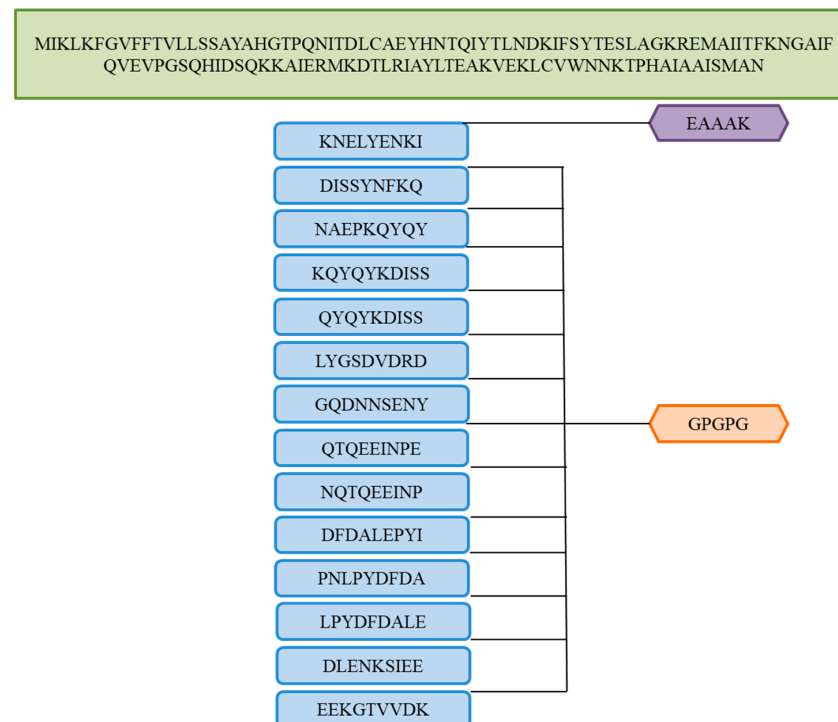 MIKLKFGVFFTVLLSSAYAHGTPQNITDLCAEYHNTQIYTLNDKIFSYTESLAGKREMAIITFKNGAIF
QVEVPGSQHIDSQKKAIERMKDTLRIAYLTEAKVEKLCVWNNKTPHAIAAISMAN
EAAAK
KNELYENKI
DISSYNFKQ
NAEPKQYQY
KQYQYKDISS
QYQYKDISS
LYGSDVDRD
GQDNNSENY
GPGPG
QTQEEINPE
NQTQEEINP
DFDALEPYI
PNLPYDFDA
LPYDFDALE
DLENKSIEE
EEKGTVVDK